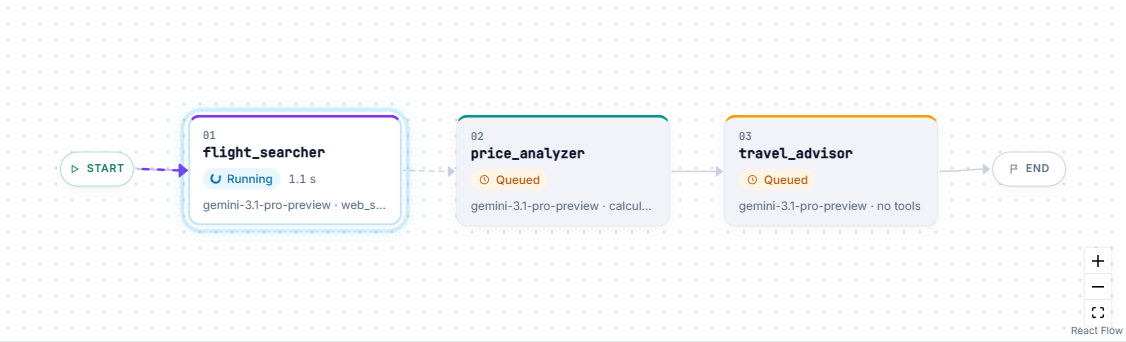 START
01
flight_searcher
Running 1.1 s
gemini-3.1-pro-preview · web_s...
02
price_analyzer
Queued
gemini-3.1-pro-preview · calcul...
03
travel_advisor
Queued
gemini-3.1-pro-preview · no tools
END
React Flow